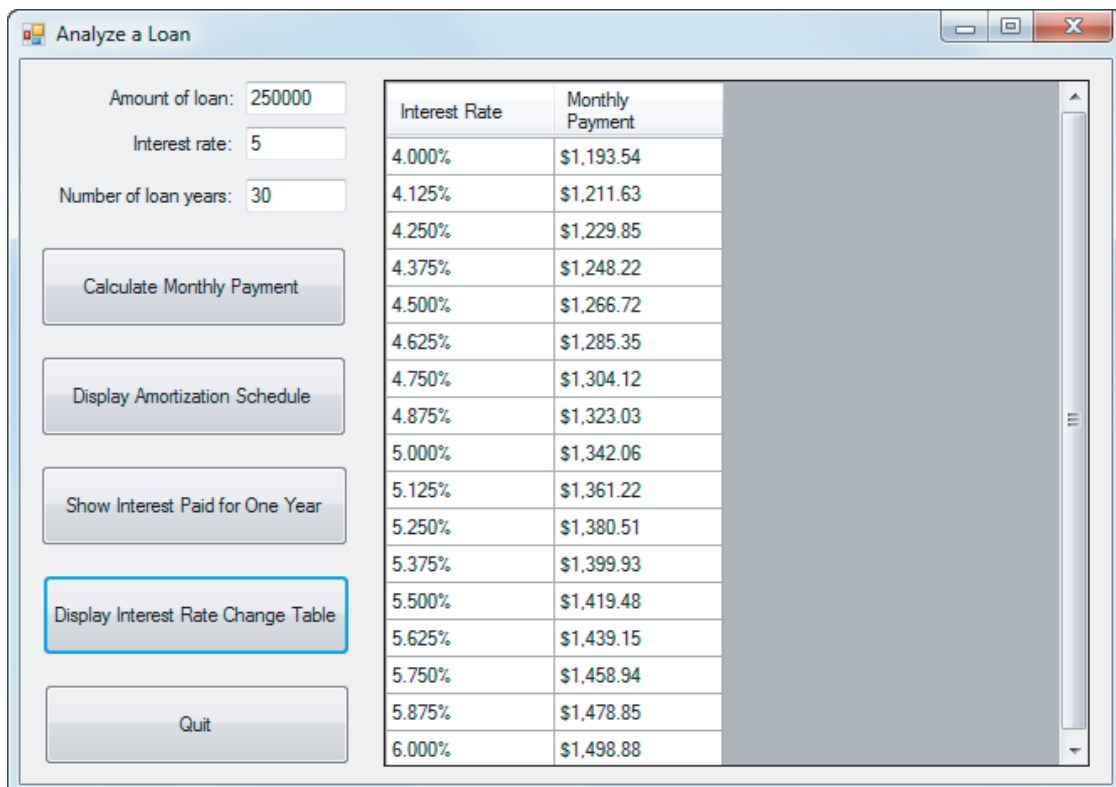 Analyze a Loan
Amount of loan: 250000
Interest rate: 5
Number of loan years: 30
Calculate Monthly Payment
Display Amortization Schedule
Show Interest Paid for One Year
Display Interest Rate Change Table
Quit
Interest Rate Monthly
Payment
4.000% $1,193.54
4.125% $1,211.63
4.250% $1,229.85
4.375% $1,248.22
4.500% $1,266.72
4.625% $1,285.35
4.750% $1,304.12
4.875% $1,323.03
5.000% $1,342.06
5.125% $1,361.22
5.250% $1,380.51
5.375% $1,399.93
5.500% $1,419.48
5.625% $1,439.15
5.750% $1,458.94
5.875% $1,478.85
6.000% $1,498.88